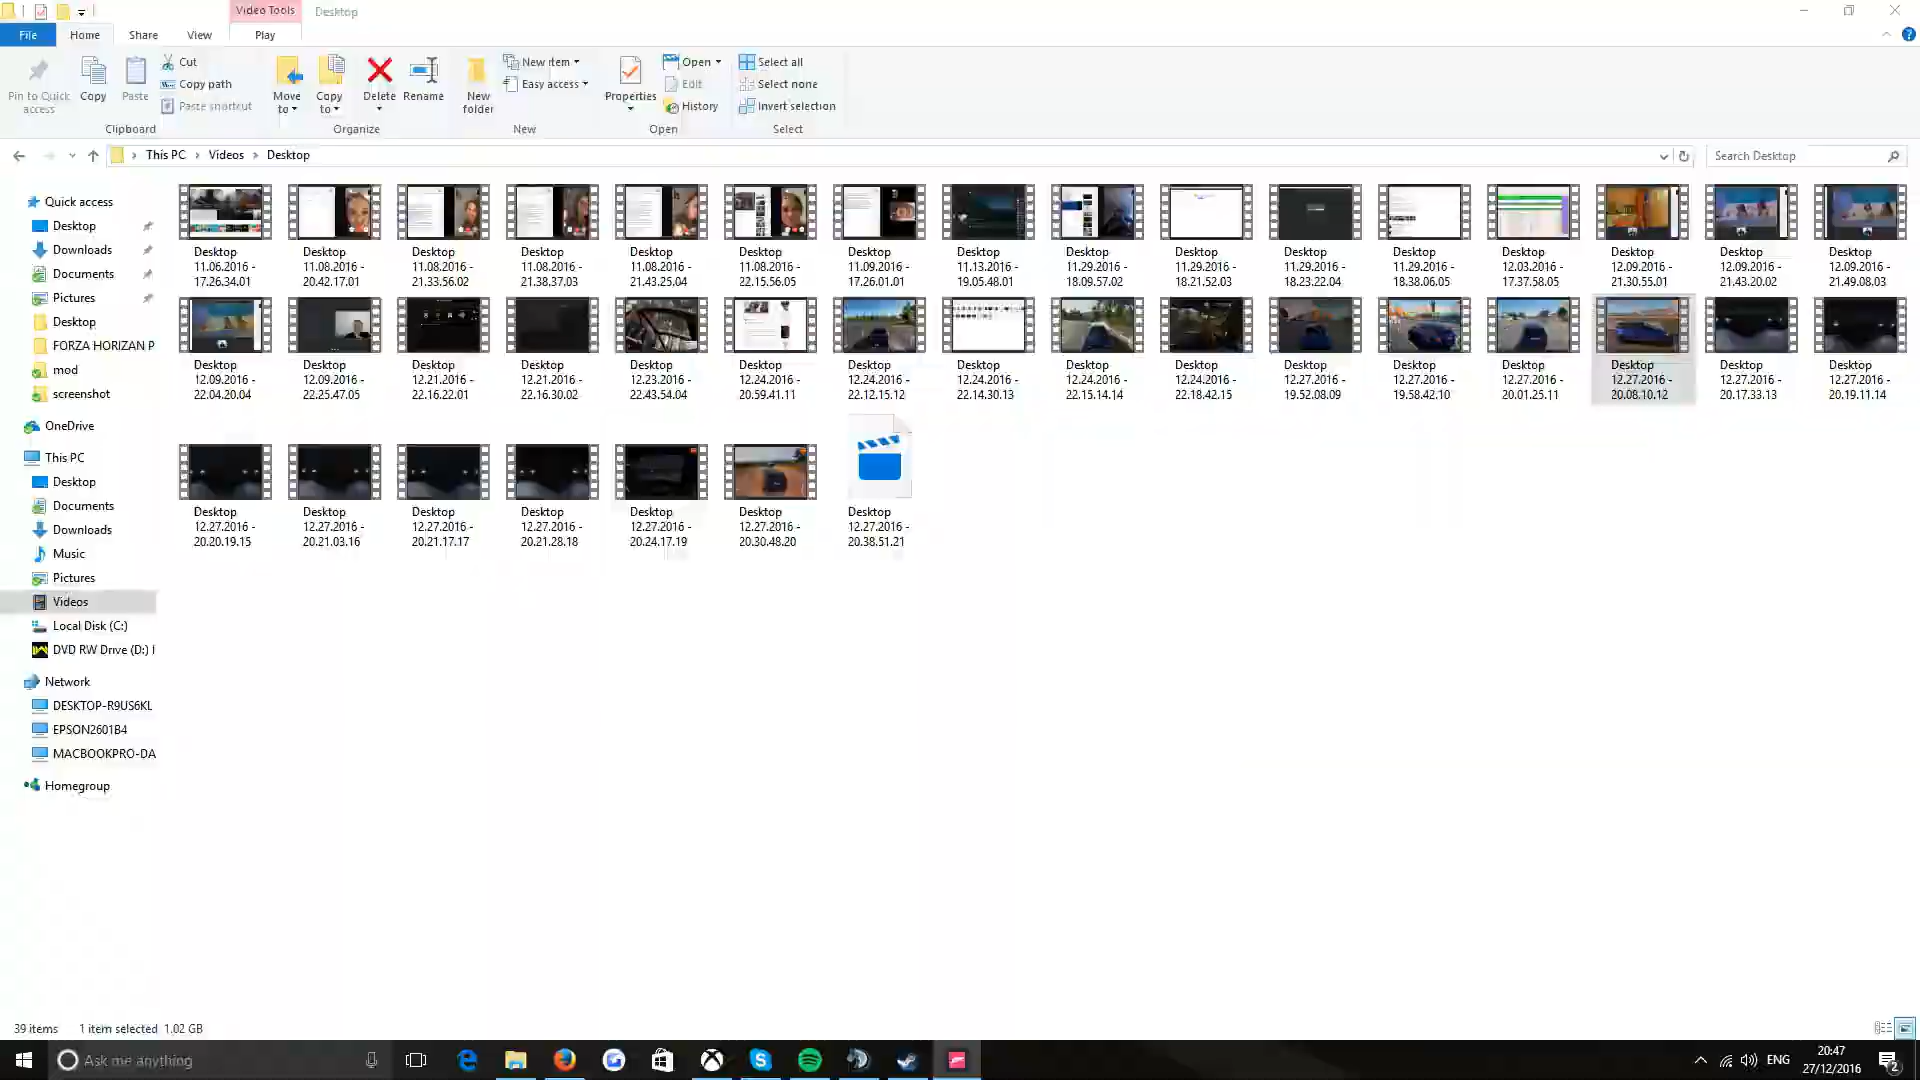 Video Tools Desktop
File Home Share View Play
Pin to Quick access
Copy
Paste
Cut
Copy path
Paste shortcut
Clipboard
Move to
Copy to
Delete
Rename
Organize
New folder
New item
Easy access
New
Properties
Open
Edit
History
Open
Select all
Select none
Invert selection
Select
This PC Videos Desktop
Search Desktop
Quick access
Desktop
Downloads
Documents
Pictures
Desktop
FORZA HORIZAN P
mod
screenshot
OneDrive
This PC
Desktop
Documents
Downloads
Music
Pictures
Videos
Local Disk (C:)
DVD RW Drive (D:) I
Network
DESKTOP-R9US6KL
EPSON2601B4
MACBOOKPRO-DA
Homegroup
Desktop 11.06.2016 - 17.26.34.01
Desktop 11.08.2016 - 20.42.17.01
Desktop 11.08.2016 - 21.33.56.02
Desktop 11.08.2016 - 21.38.37.03
Desktop 11.08.2016 - 21.43.25.04
Desktop 11.08.2016 - 22.15.56.05
Desktop 11.09.2016 - 17.26.01.01
Desktop 11.13.2016 - 19.05.48.01
Desktop 11.29.2016 - 18.09.57.02
Desktop 11.29.2016 - 18.21.52.03
Desktop 11.29.2016 - 18.23.22.04
Desktop 11.29.2016 - 18.38.06.05
Desktop 12.03.2016 - 17.37.58.05
Desktop 12.09.2016 - 21.30.55.01
Desktop 12.09.2016 - 21.43.20.02
Desktop 12.09.2016 - 21.49.08.03
Desktop 12.09.2016 - 22.04.20.04
Desktop 12.09.2016 - 22.25.47.05
Desktop 12.21.2016 - 22.16.22.01
Desktop 12.21.2016 - 22.16.30.02
Desktop 12.23.2016 - 22.43.54.04
Desktop 12.24.2016 - 20.59.41.11
Desktop 12.24.2016 - 22.12.15.12
Desktop 12.24.2016 - 22.14.30.13
Desktop 12.24.2016 - 22.15.14.14
Desktop 12.24.2016 - 22.18.42.15
Desktop 12.27.2016 - 19.52.08.09
Desktop 12.27.2016 - 19.58.42.10
Desktop 12.27.2016 - 20.01.25.11
Desktop 12.27.2016 - 20.08.10.12
Desktop 12.27.2016 - 20.17.33.13
Desktop 12.27.2016 - 20.19.11.14
Desktop 12.27.2016 - 20.20.19.15
Desktop 12.27.2016 - 20.21.03.16
Desktop 12.27.2016 - 20.21.17.17
Desktop 12.27.2016 - 20.21.28.18
Desktop 12.27.2016 - 20.24.17.19
Desktop 12.27.2016 - 20.30.48.20
Desktop 12.27.2016 - 20.38.51.21
39 items 1 item selected 1.02 GB
Ask me anything
ENG
20:47
27/12/2016
2